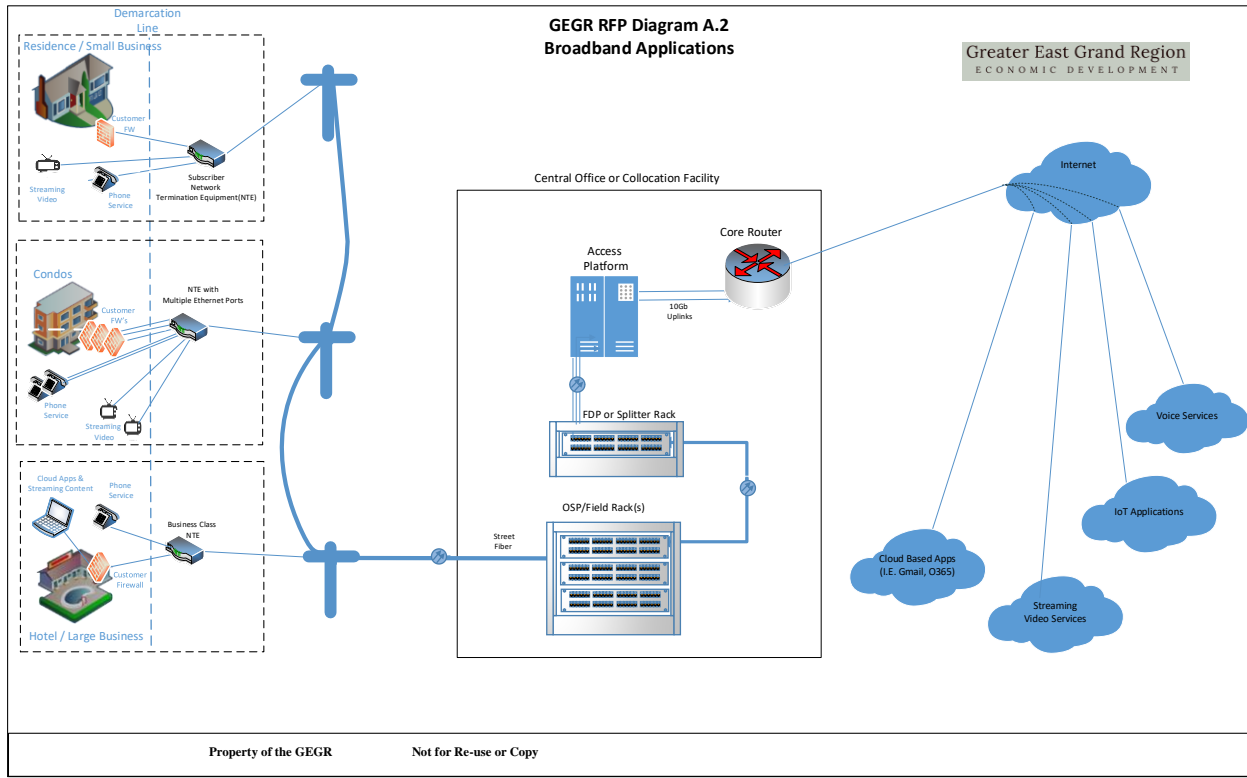 GEGR RFP Diagram A.2
Broadband Applications
Greater East Grand Region
ECONOMIC DEVELOPMENT
Demarcation
Line
Residence / Small Business
Customer
FW
Streaming
Video
Phone
Service
Subscriber
Network
Termination Equipment(NTE)
Condos
Customer
FW's
NTE with
Multiple Ethernet Ports
Phone
Service
Streaming
Video
Cloud Apps &
Streaming Content
Phone
Service
Business Class
NTE
Customer
Firewall
Hotel / Large Business
Street
Fiber
Central Office or Collocation Facility
Access
Platform
Core Router
10Gb
Uplinks
FDP or Splitter Rack
OSP/Field Rack(s)
Internet
Voice Services
IoT Applications
Cloud Based Apps
(I.E. Gmail, O365)
Streaming
Video Services
Property of the GEGR
Not for Re-use or Copy